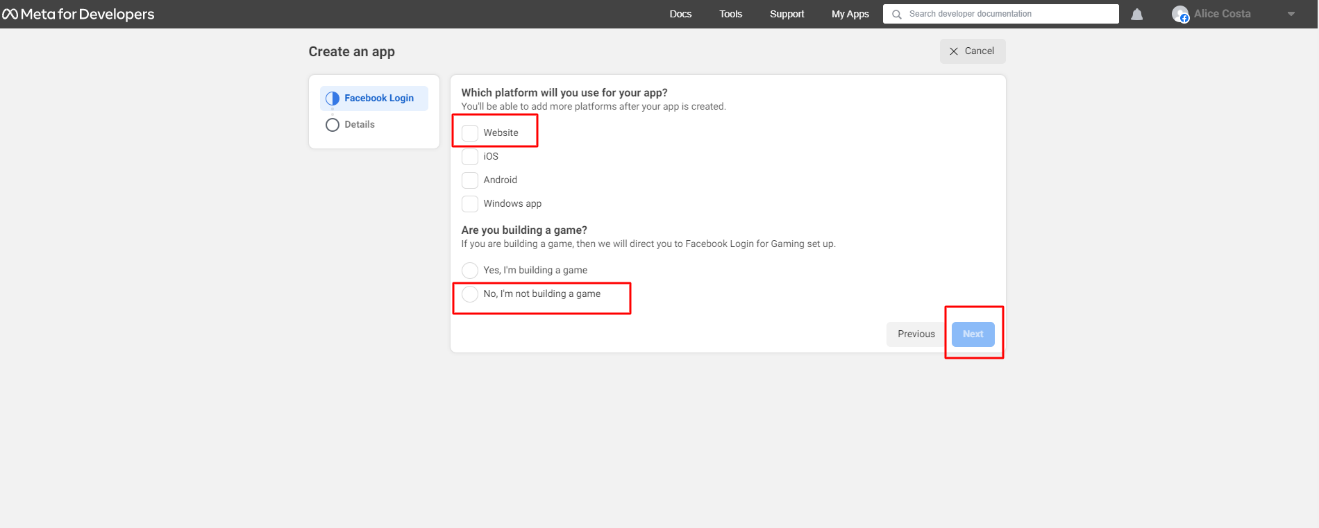 Meta for Developers
Docs
Tools
Support
My Apps
Search developer documentation
Alice Costa
Create an app
Cancel
Facebook Login
Details
Which platform will you use for your app?
You'll be able to add more platforms after your app is created.
Website
iOS
Android
Windows app
Are you building a game?
If you are building a game, then we will direct you to Facebook Login for Gaming set up.
Yes, I'm building a game
No, I'm not building a game
Previous
Next